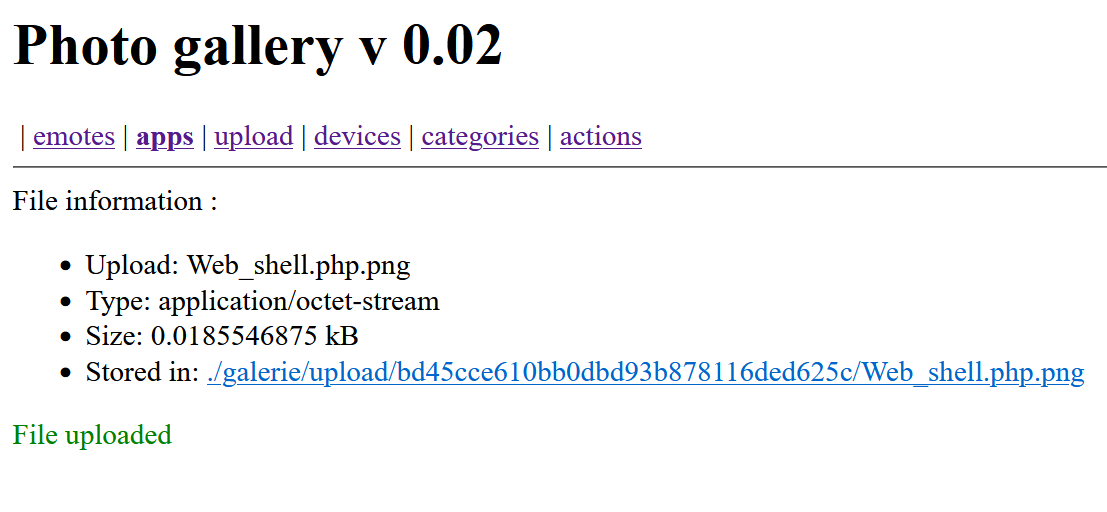 Photo gallery v 0.02
| emotes | apps | upload | devices | categories | actions
File information :
• Upload: Web_shell.php.png
• Type: application/octet-stream
• Size: 0.0185546875 kB
• Stored in: ./galerie/upload/bd45cce610bb0dbd93b878116ded625c/Web_shell.php.png
File uploaded